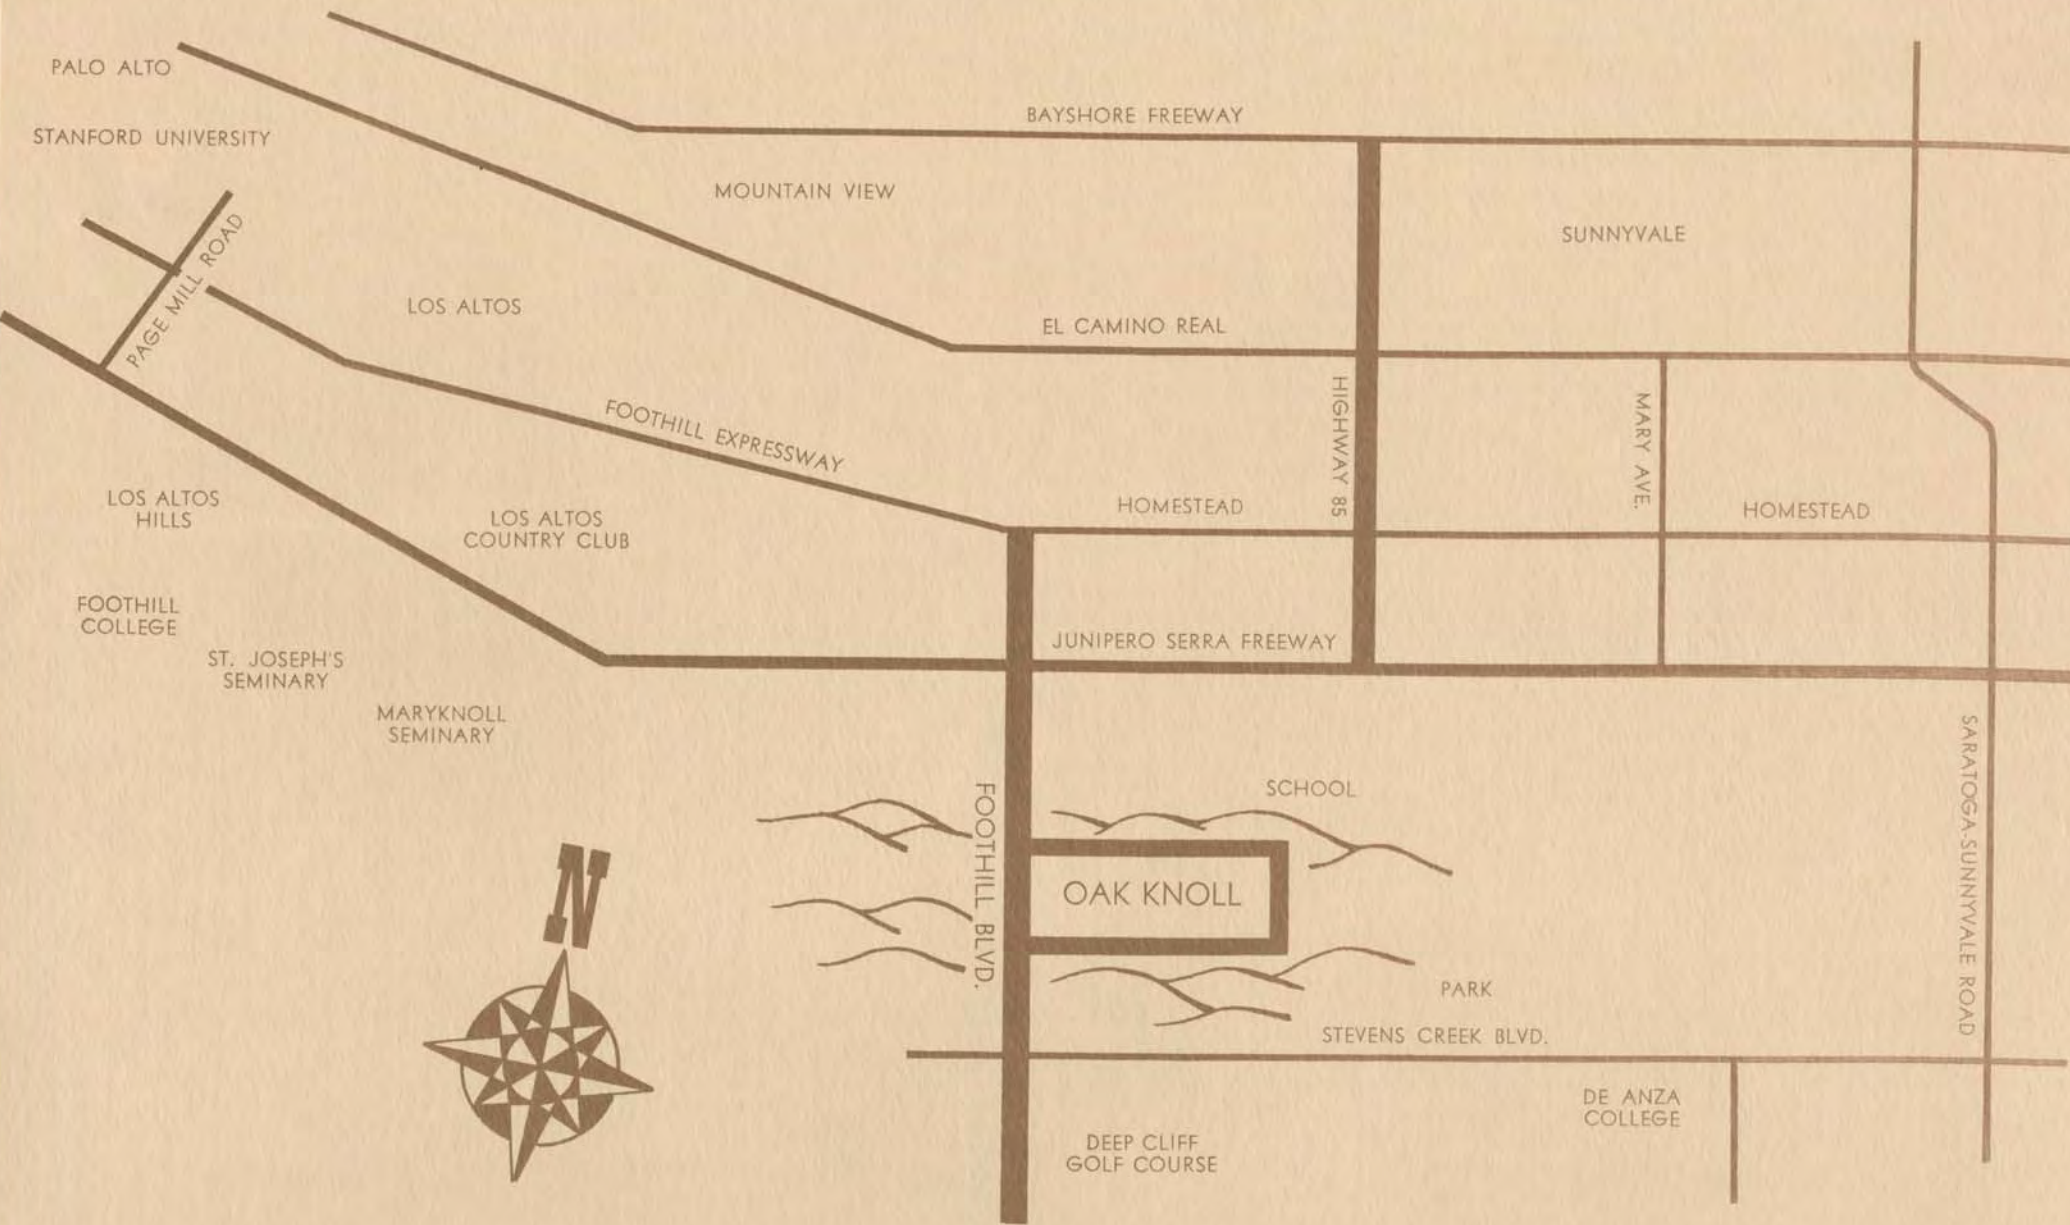 PALO ALTO
STANFORD UNIVERSITY
BAYSHORE FREEWAY
MOUNTAIN VIEW
SUNNYVALE
PAGE MILL ROAD
LOS ALTOS
EL CAMINO REAL
FOOTHILL EXPRESSWAY
HIGHWAY 85
MARY AVE.
LOS ALTOS
HILLS
LOS ALTOS
COUNTRY CLUB
HOMESTEAD
HOMESTEAD
FOOTHILL
COLLEGE
ST. JOSEPH'S
SEMINARY
JUNIPERO SERRA FREEWAY
MARYKNOLL
SEMINARY
SARATOGA-SUNNYVALE ROAD
FOOTHILL BLVD.
SCHOOL
OAK KNOLL
N
PARK
STEVENS CREEK BLVD.
DE ANZA
COLLEGE
DEEP CLIFF
GOLF COURSE